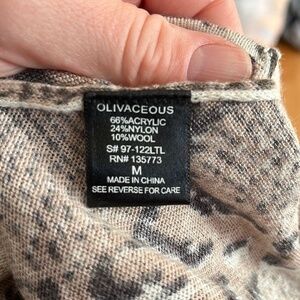 OLIVACEOUS
66%ACRYLIC
24%NYLON
10%WOOL
S# 97-122LTL
RN# 135773
M
MADE IN CHINA
SEE REVERSE FOR CARE